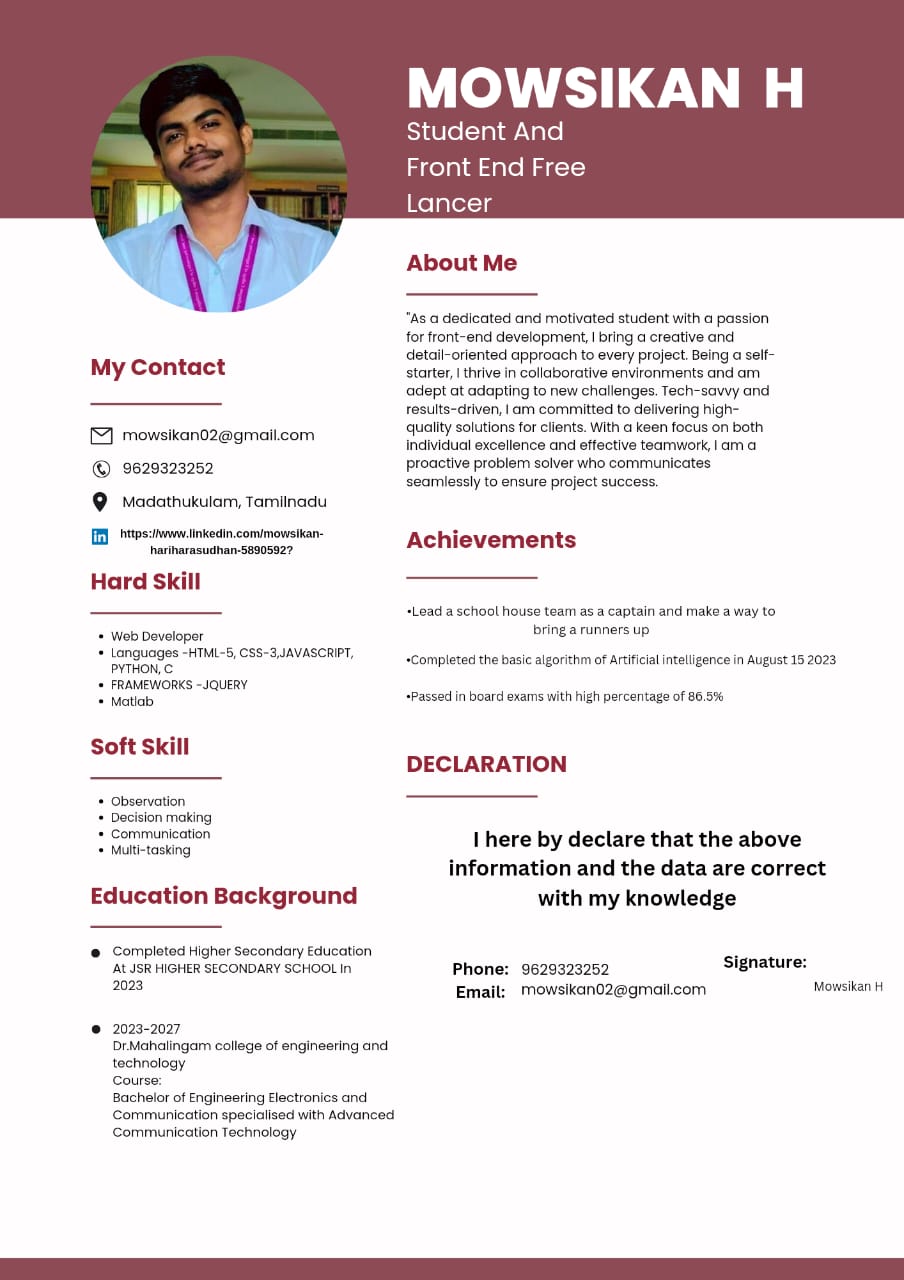 MOWSIKAN H
Student And
Front End Free
Lancer
My Contact
mowsikan02@gmail.com
9629323252
Madathukulam, Tamilnadu
in
https://www.linkedin.com/mowsikan-
hariharasudhan-5890592?
Hard Skill
• Web Developer
• Languages -HTML-5, CSS-3,JAVASCRIPT,
PYTHON, C
• FRAMEWORKS -JQUERY
• Matlab
Soft Skill
• Observation
• Decision making
• Communication
• Multi-tasking
Education Background
• Completed Higher Secondary Education
At JSR HIGHER SECONDARY SCHOOL In
2023
• 2023-2027
Dr.Mahalingam college of engineering and
technology
Course:
Bachelor of Engineering Electronics and
Communication specialised with Advanced
Communication Technology
About Me
"As a dedicated and motivated student with a passion
for front-end development, I bring a creative and
detail-oriented approach to every project. Being a self-
starter, I thrive in collaborative environments and am
adept at adapting to new challenges. Tech-savvy and
results-driven, I am committed to delivering high-
quality solutions for clients. With a keen focus on both
individual excellence and effective teamwork, I am a
proactive problem solver who communicates
seamlessly to ensure project success.
Achievements
•Lead a school house team as a captain and make a way to
bring a runners up
•Completed the basic algorithm of Artificial intelligence in August 15 2023
•Passed in board exams with high percentage of 86.5%
DECLARATION
I here by declare that the above
information and the data are correct
with my knowledge
Phone: 9629323252
Email: mowsikan02@gmail.com
Signature:
Mowsikan H